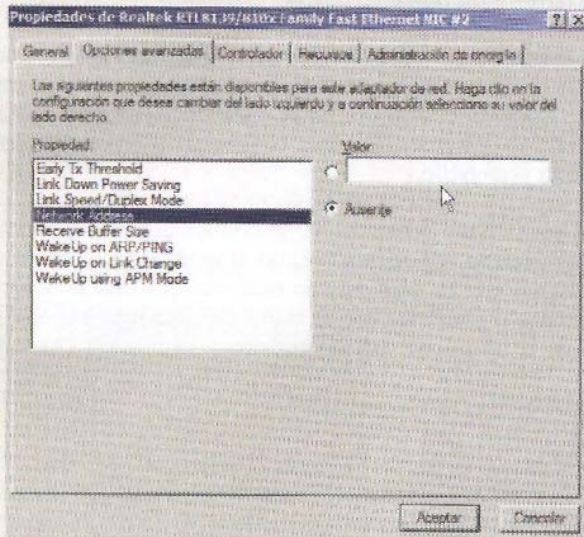 Propiedades de Realtek RTL8139/810x Family Fast Ethernet NIC #2
General
Opciones avanzadas
Controlador
Recursos
Administración de energía
Las siguientes propiedades están disponibles para este adaptador de red. Haga clic en la
configuración que desea cambiar del lado izquierdo y a continuación seleccione su valor del
lado derecho.
Propiedad:
Early Tx Threshold
Link Down Power Saving
Link Speed/Duplex Mode
Network Address
Receive Buffer Size
WakeUp on ARP/PING
WakeUp on Link Change
WakeUp using APM Mode
Valor:
Ausente
Aceptar
Cancelar